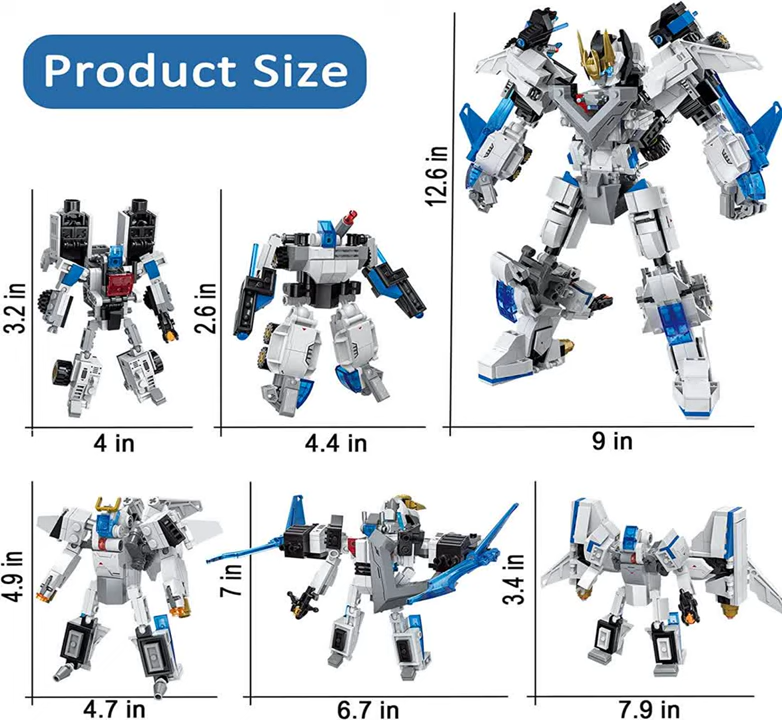 Product Size
12.6 in
9 in
3.2 in
4 in
2.6 in
4.4 in
4.9 in
4.7 in
7 in
6.7 in
3.4 in
7.9 in